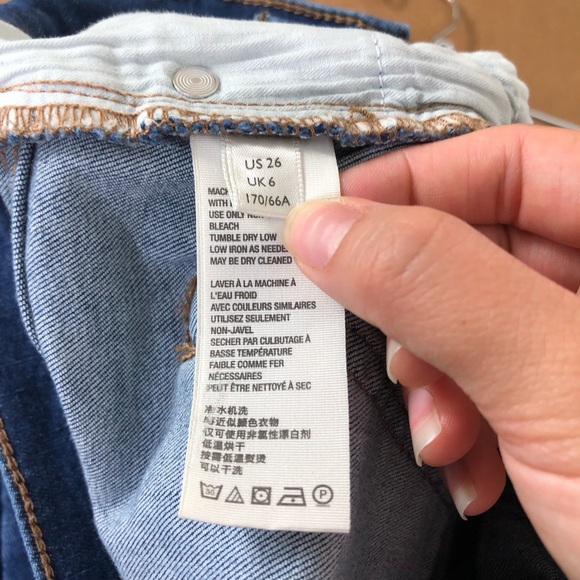 US 26
UK 6
170/66A
MACH
WITH
USE ONLY NON
BLEACH
TUMBLE DRY LOW
LOW IRON AS NEEDE
MAY BE DRY CLEANED
LAVER À LA MACHINE À
L'EAU FROID
AVEC COULEURS SIMILAIRES
UTILISEZ SEULEMENT
NON-JAVEL
SECHER PAR CULBUTAGE À
BASSE TEMPÉRATURE
FAIBLE COMME FER
NÉCESSAIRES
PEUT ÊTRE NETTOYÉ À SEC
冷水机洗
与近似颜色衣物
仅可使用非氯性漂白剂
低温烘干
按需低温熨烫
可以干洗
30
P